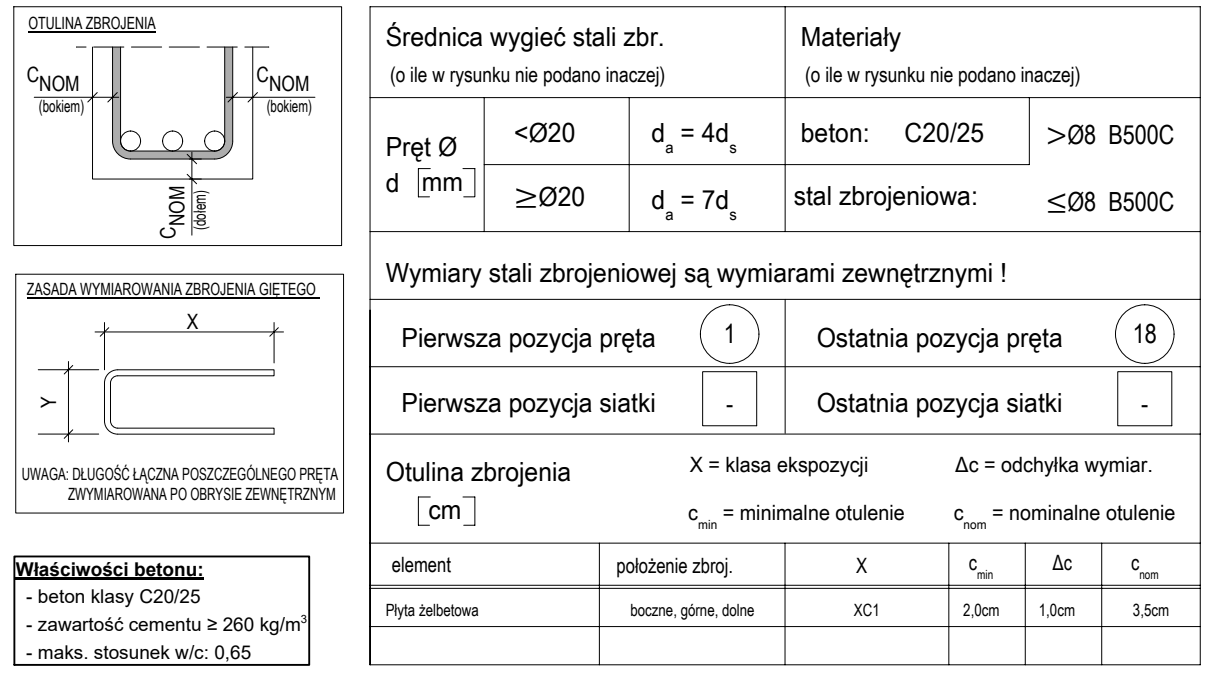 OTULINA ZBROJENIA
CNOM
(bokiem)
CNOM
(bokiem)
CNOM
(dołem)
ZASADA WYMIAROWANIA ZBROJENIA GIĘTEGO
X
Y
UWAGA: DŁUGOŚĆ ŁĄCZNA POSZCZEGÓLNEGO PRĘTA
ZWYMIAROWANA PO OBRYSIE ZEWNĘTRZNYM
Właściwości betonu:
- beton klasy C20/25
- zawartość cementu ≥ 260 kg/m³
- maks. stosunek w/c: 0,65
Średnica wygieć stali zbr.
(o ile w rysunku nie podano inaczej)
Materiały
(o ile w rysunku nie podano inaczej)
Pręt Ø
d [mm]
<Ø20
da = 4ds
≥Ø20
da = 7ds
beton: C20/25
>Ø8 B500C
stal zbrojeniowa:
≤Ø8 B500C
Wymiary stali zbrojeniowej są wymiarami zewnętrznymi !
Pierwsza pozycja pręta 1
Ostatnia pozycja pręta 18
Pierwsza pozycja siatki -
Ostatnia pozycja siatki -
Otulina zbrojenia
[cm]
X = klasa ekspozycji
Δc = odchyłka wymiar.
cmin = minimalne otulenie
cnom = nominalne otulenie
element położenie zbroj. X cmin Δc cnom
Płyta żelbetowa boczne, górne, dolne XC1 2,0cm 1,0cm 3,5cm